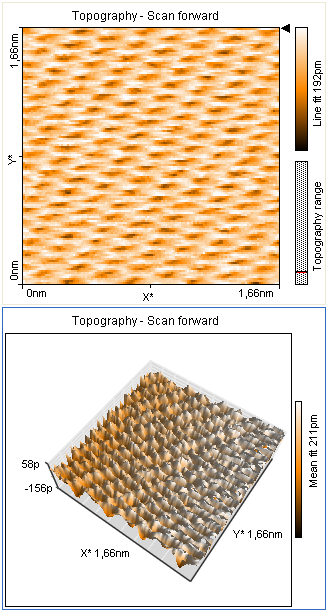 Topography - Scan forward
1,66nm
Y*
0nm
0nm
X*
1,66nm
Line fit 192pm
Topography range
Topography - Scan forward
58p
-156p
X* 1,66nm
Y* 1,66nm
Mean fit 211pm